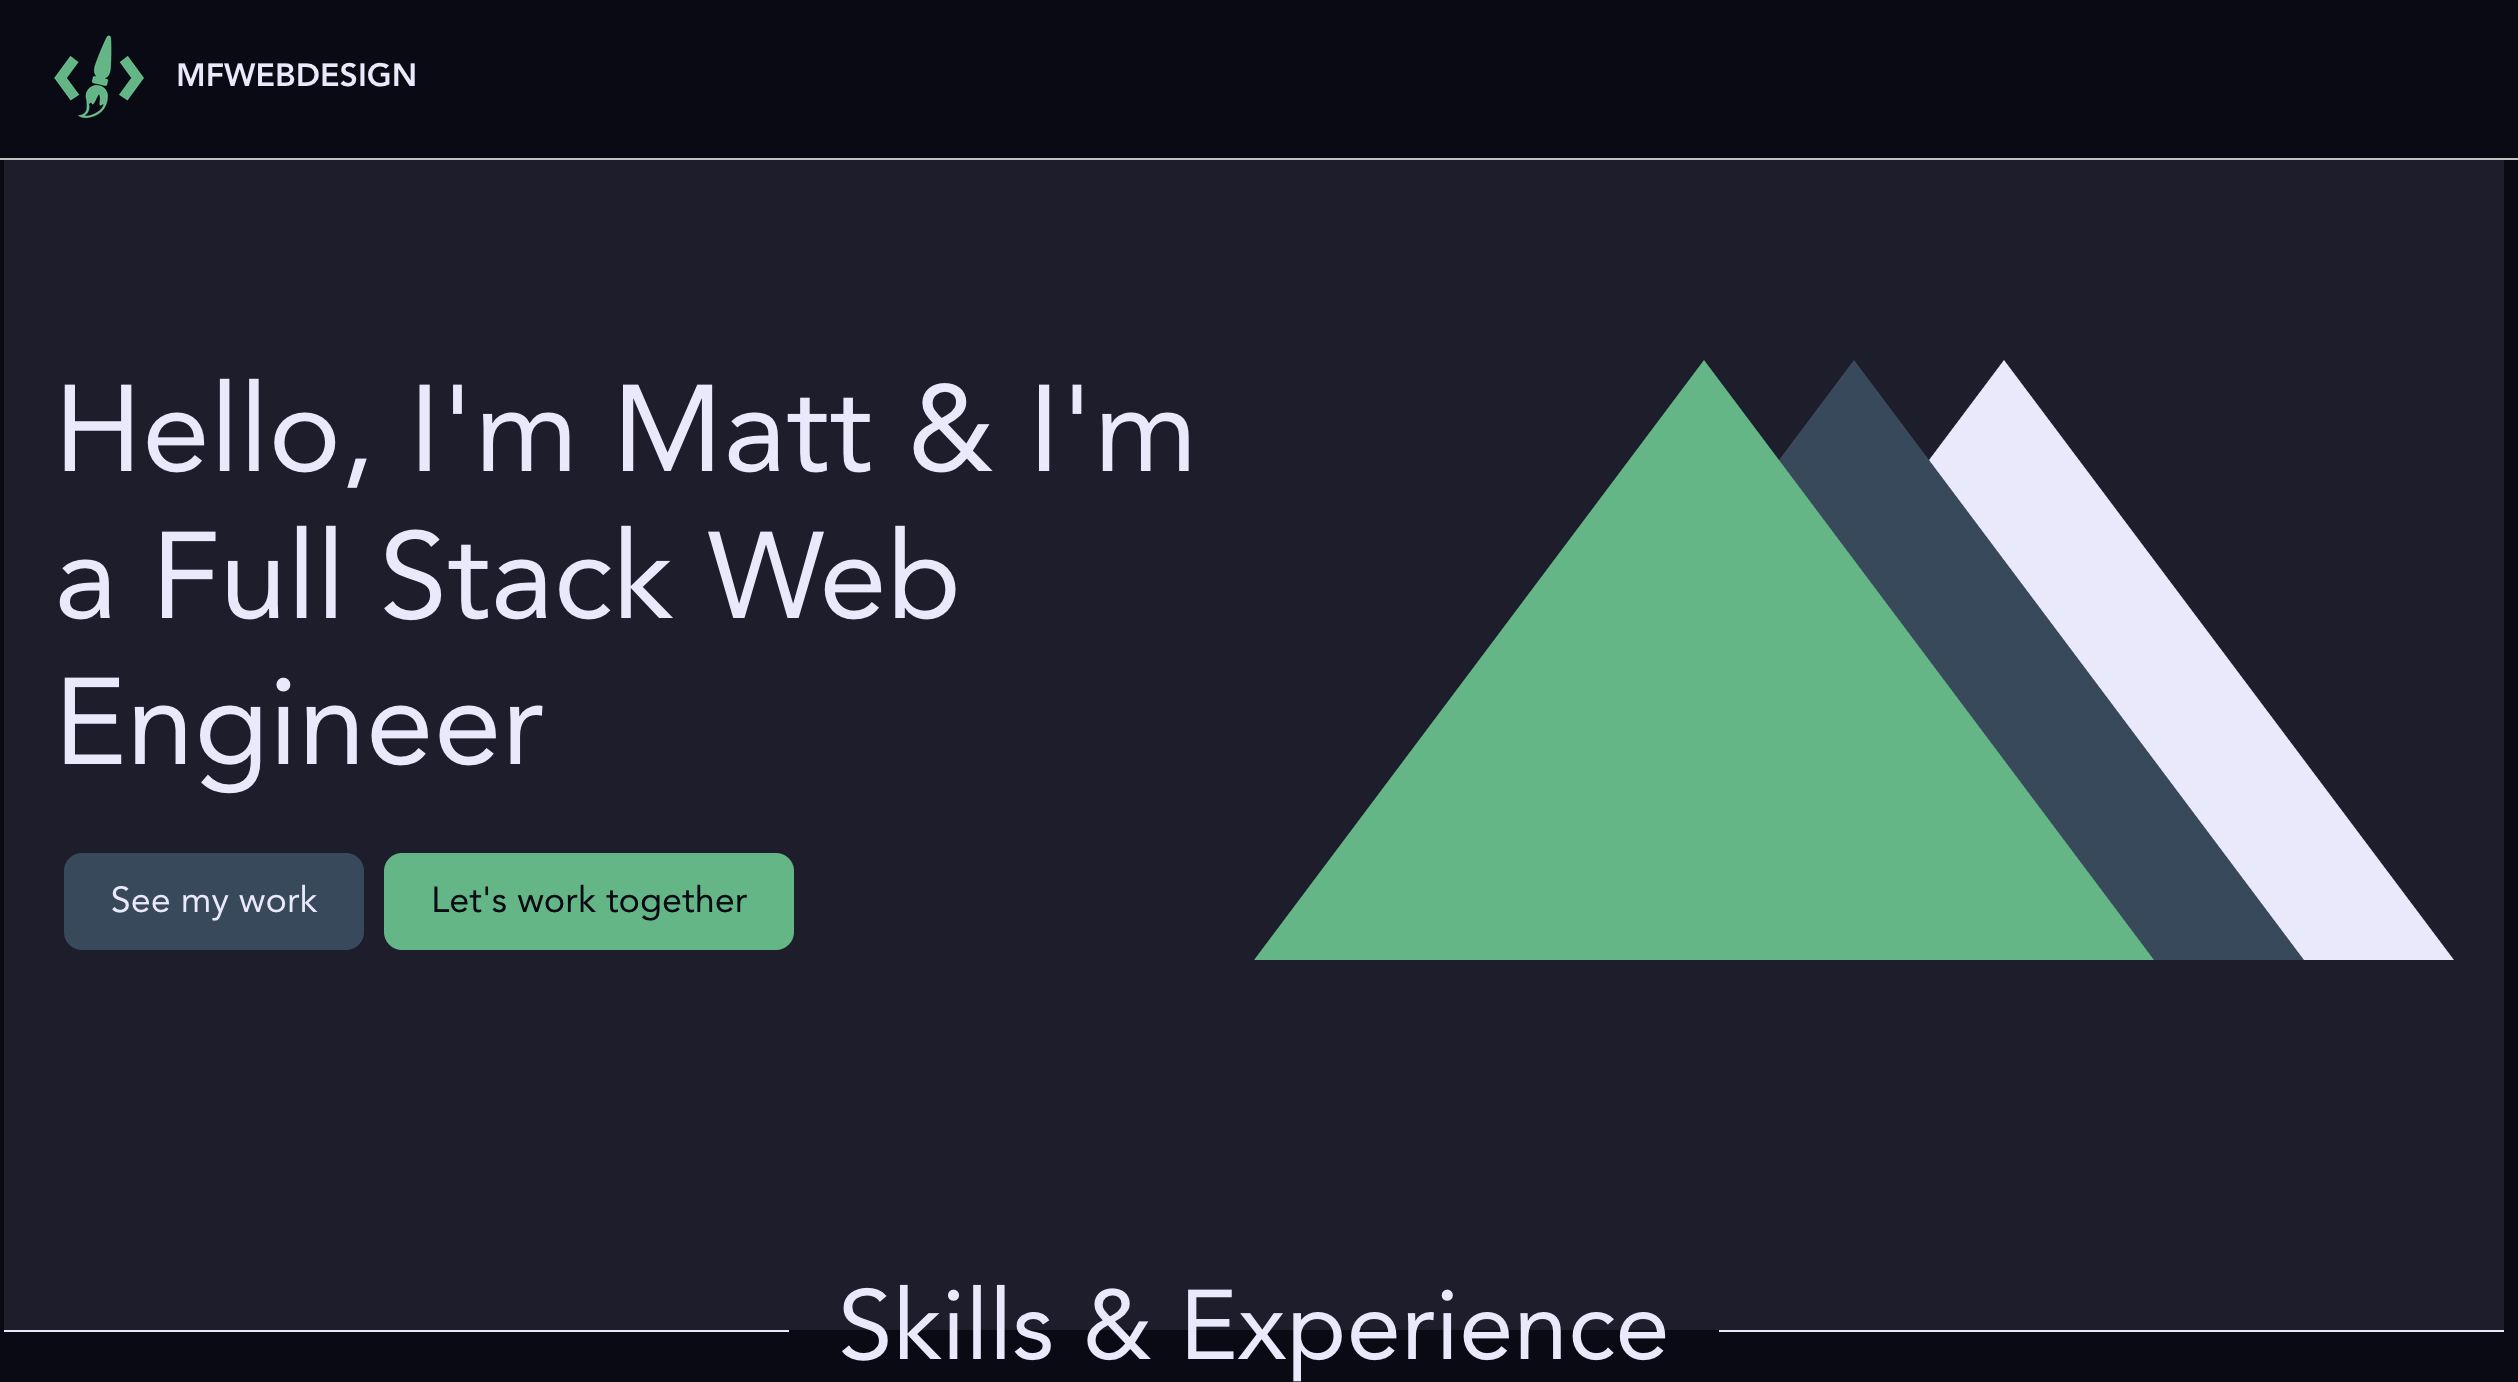 MFWEBDESIGN
Hello, I'm Matt & I'm
a Full Stack Web
Engineer
See my work
Let's work together
Skills & Experience